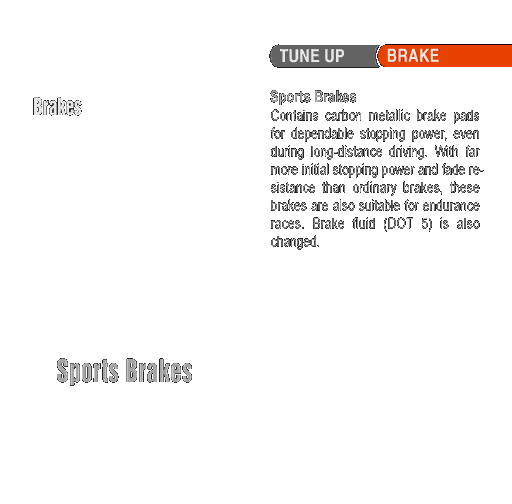 TUNE UP BRAKE
Brakes
Sports Brakes
Contains carbon metallic brake pads
for dependable stopping power, even
during long-distance driving. With far
more initial stopping power and fade re-
sistance than ordinary brakes, these
brakes are also suitable for endurance
races. Brake fluid (DOT 5) is also
changed.
Sports Brakes